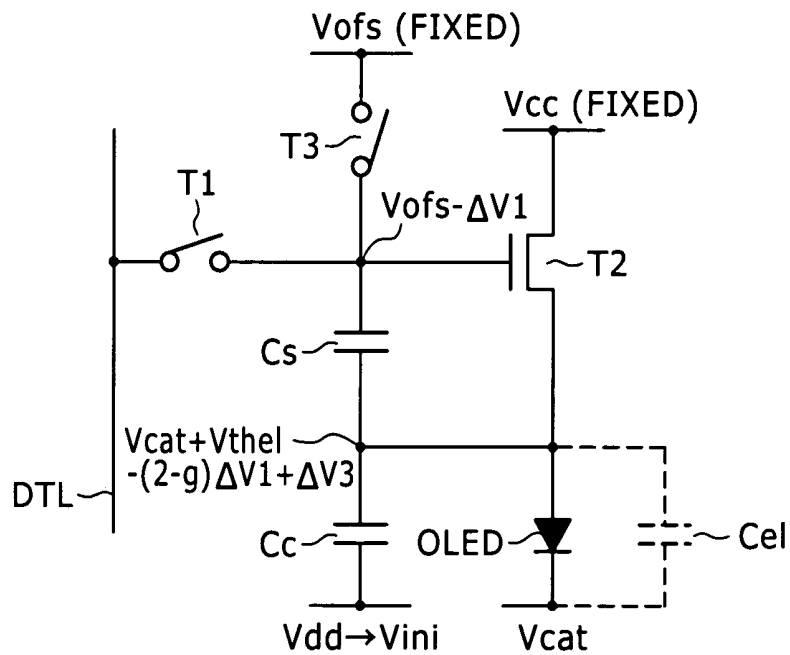 Vofs (FIXED)
Vcc (FIXED)
T3
T1
Vofs-ΔV1
T2
Cs
Vcat+Vthel
-(2-g)ΔV1+ΔV3
DTL
Cc
OLED
Cel
Vdd→Vini
Vcat